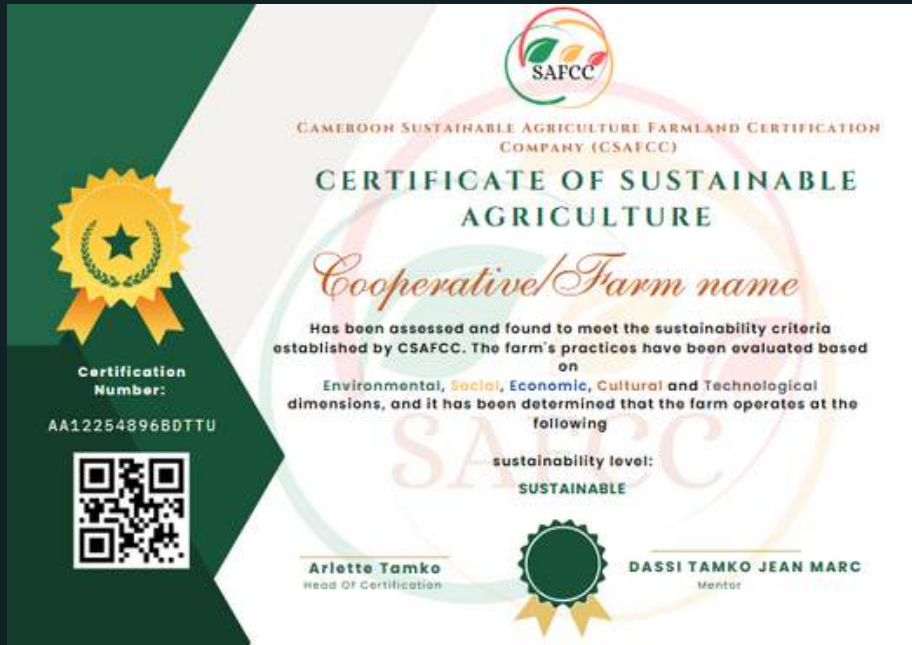 SAFCC
Cameroon Sustainable Agriculture Farmland Certification
Company (CSAFCC)
CERTIFICATE OF SUSTAINABLE
AGRICULTURE
Cooperative/Farm name
Has been assessed and found to meet the sustainability criteria
established by CSAFCC. The farm's practices have been evaluated based
on
Environmental, Social, Economic, Cultural and Technological
dimensions, and it has been determined that the farm operates at the
following
SAFCC
sustainability level:
SUSTAINABLE
Certification
Number:
AA12254896BDTTU
Arlette Tamko
Head Of Certification
DASSI TAMKO JEAN MARC
Mentor